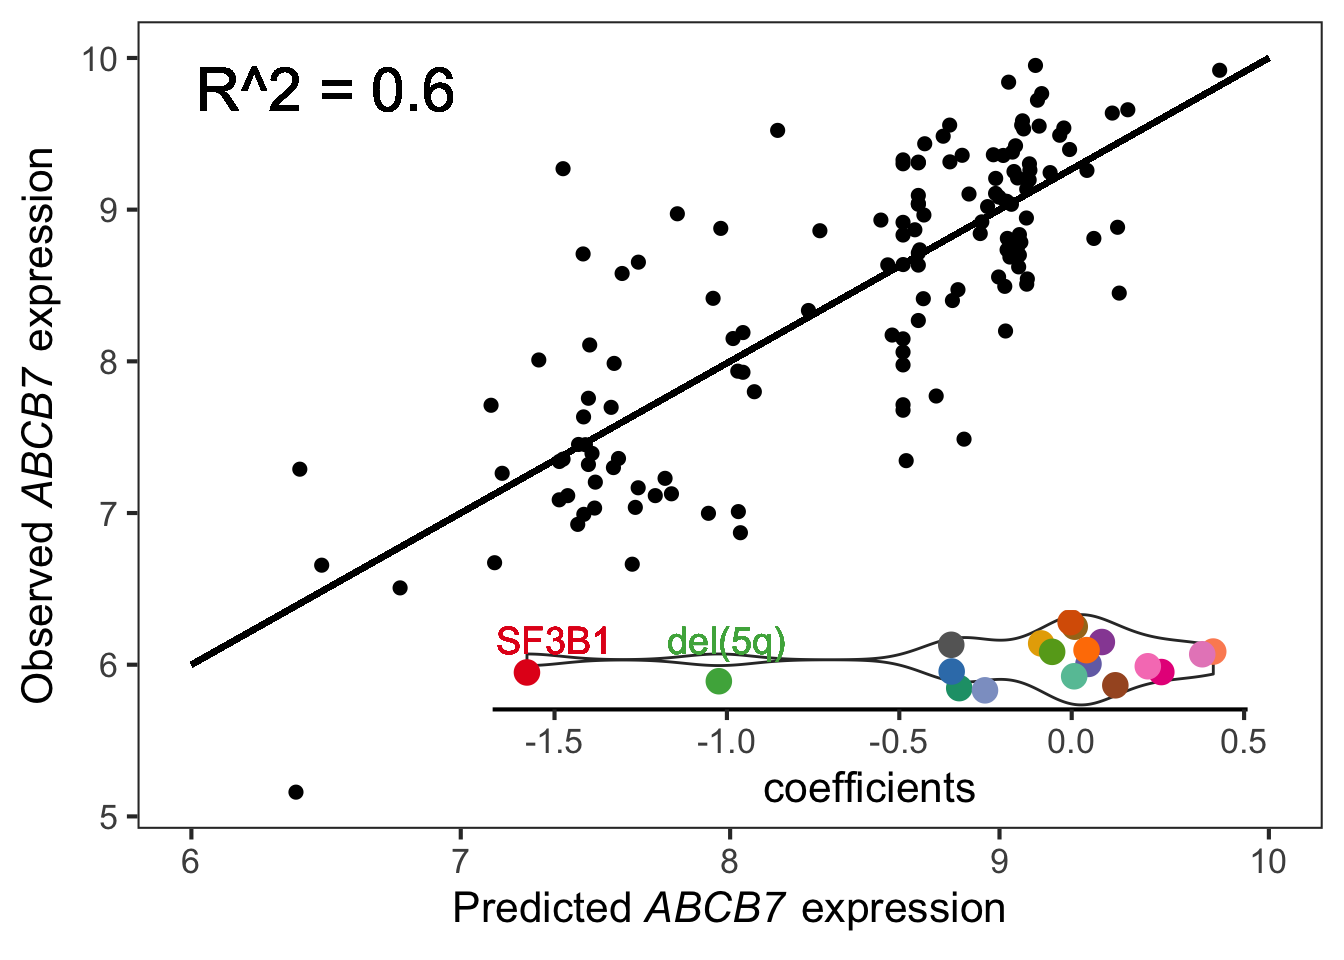 R^2 = 0.6
Observed ABCB7 expression
10
9
8
7
6
5
SF3B1 del(5q)
-1.5 -1.0 -0.5 0.0 0.5
coefficients
6 7 8 9 10
Predicted ABCB7 expression